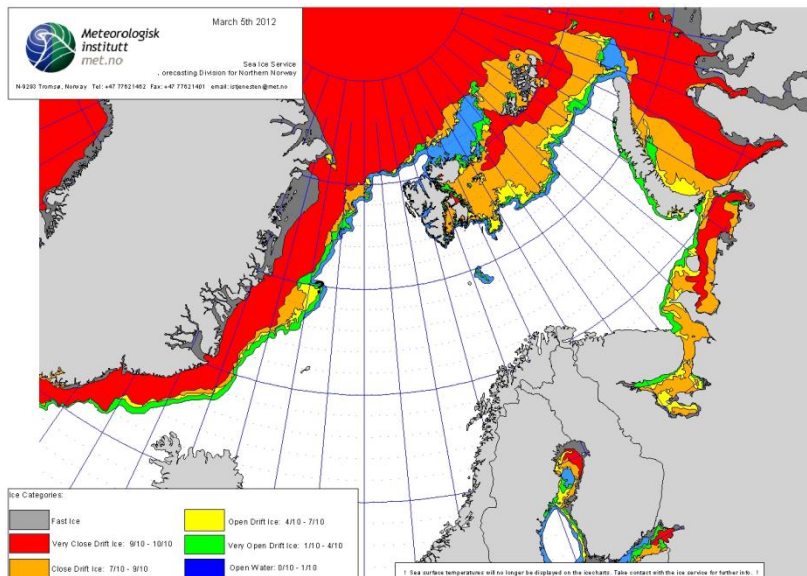 Meteorologisk
institutt
met.no
March 5th 2012
Sea Ice Service
. orecasting Division for Northern Norway
N-9293 Tromsø, Norway Tel: +47 77621462 Fax: +47 77621401 email: istjenesten@met.no
Ice Categories:
Fast Ice
Very Close Drift Ice: 9/10 - 10/10
Close Drift Ice: 7/10 - 9/10
Open Drift Ice: 4/10 - 7/10
Very Open Drift Ice: 1/10 - 4/10
Open Water: 0/10 - 1/10
! Sea surface temperatures will no longer be displayed on the icecharts. Take contact with the ice service for further info. !